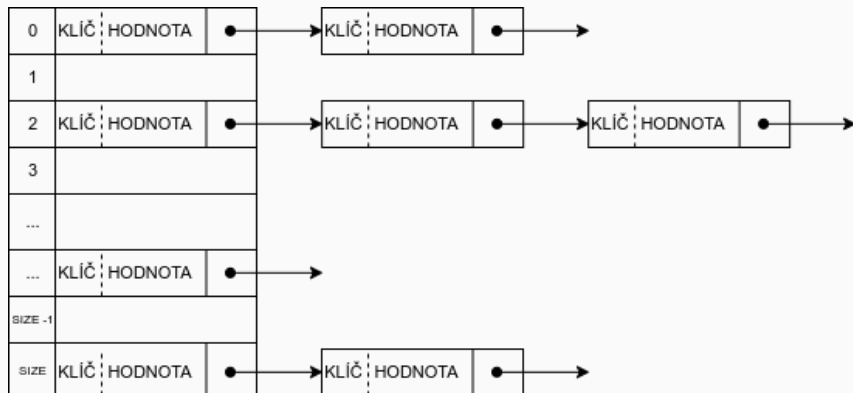 0 KLÍČ HODNOTA KLÍČ HODNOTA
1
2 KLÍČ HODNOTA KLÍČ HODNOTA KLÍČ HODNOTA
3
...
... KLÍČ HODNOTA
SIZE -1
SIZE KLÍČ HODNOTA KLÍČ HODNOTA